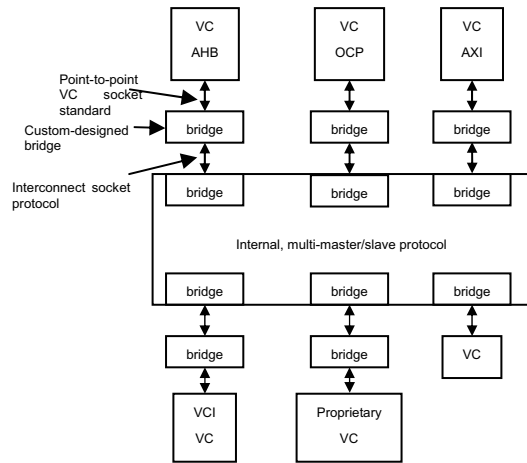 VC
AHB
VC
OCP
VC
AXI
Point-to-point
VC socket
standard
Custom-designed
bridge
bridge
bridge
bridge
Interconnect socket
protocol
bridge
bridge
bridge
Internal, multi-master/slave protocol
bridge
bridge
bridge
bridge
bridge
VC
VCI
VC
Proprietary
VC